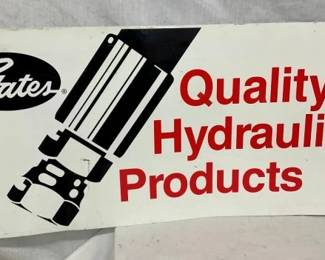 Gates®
Quality
Hydrauli
Products